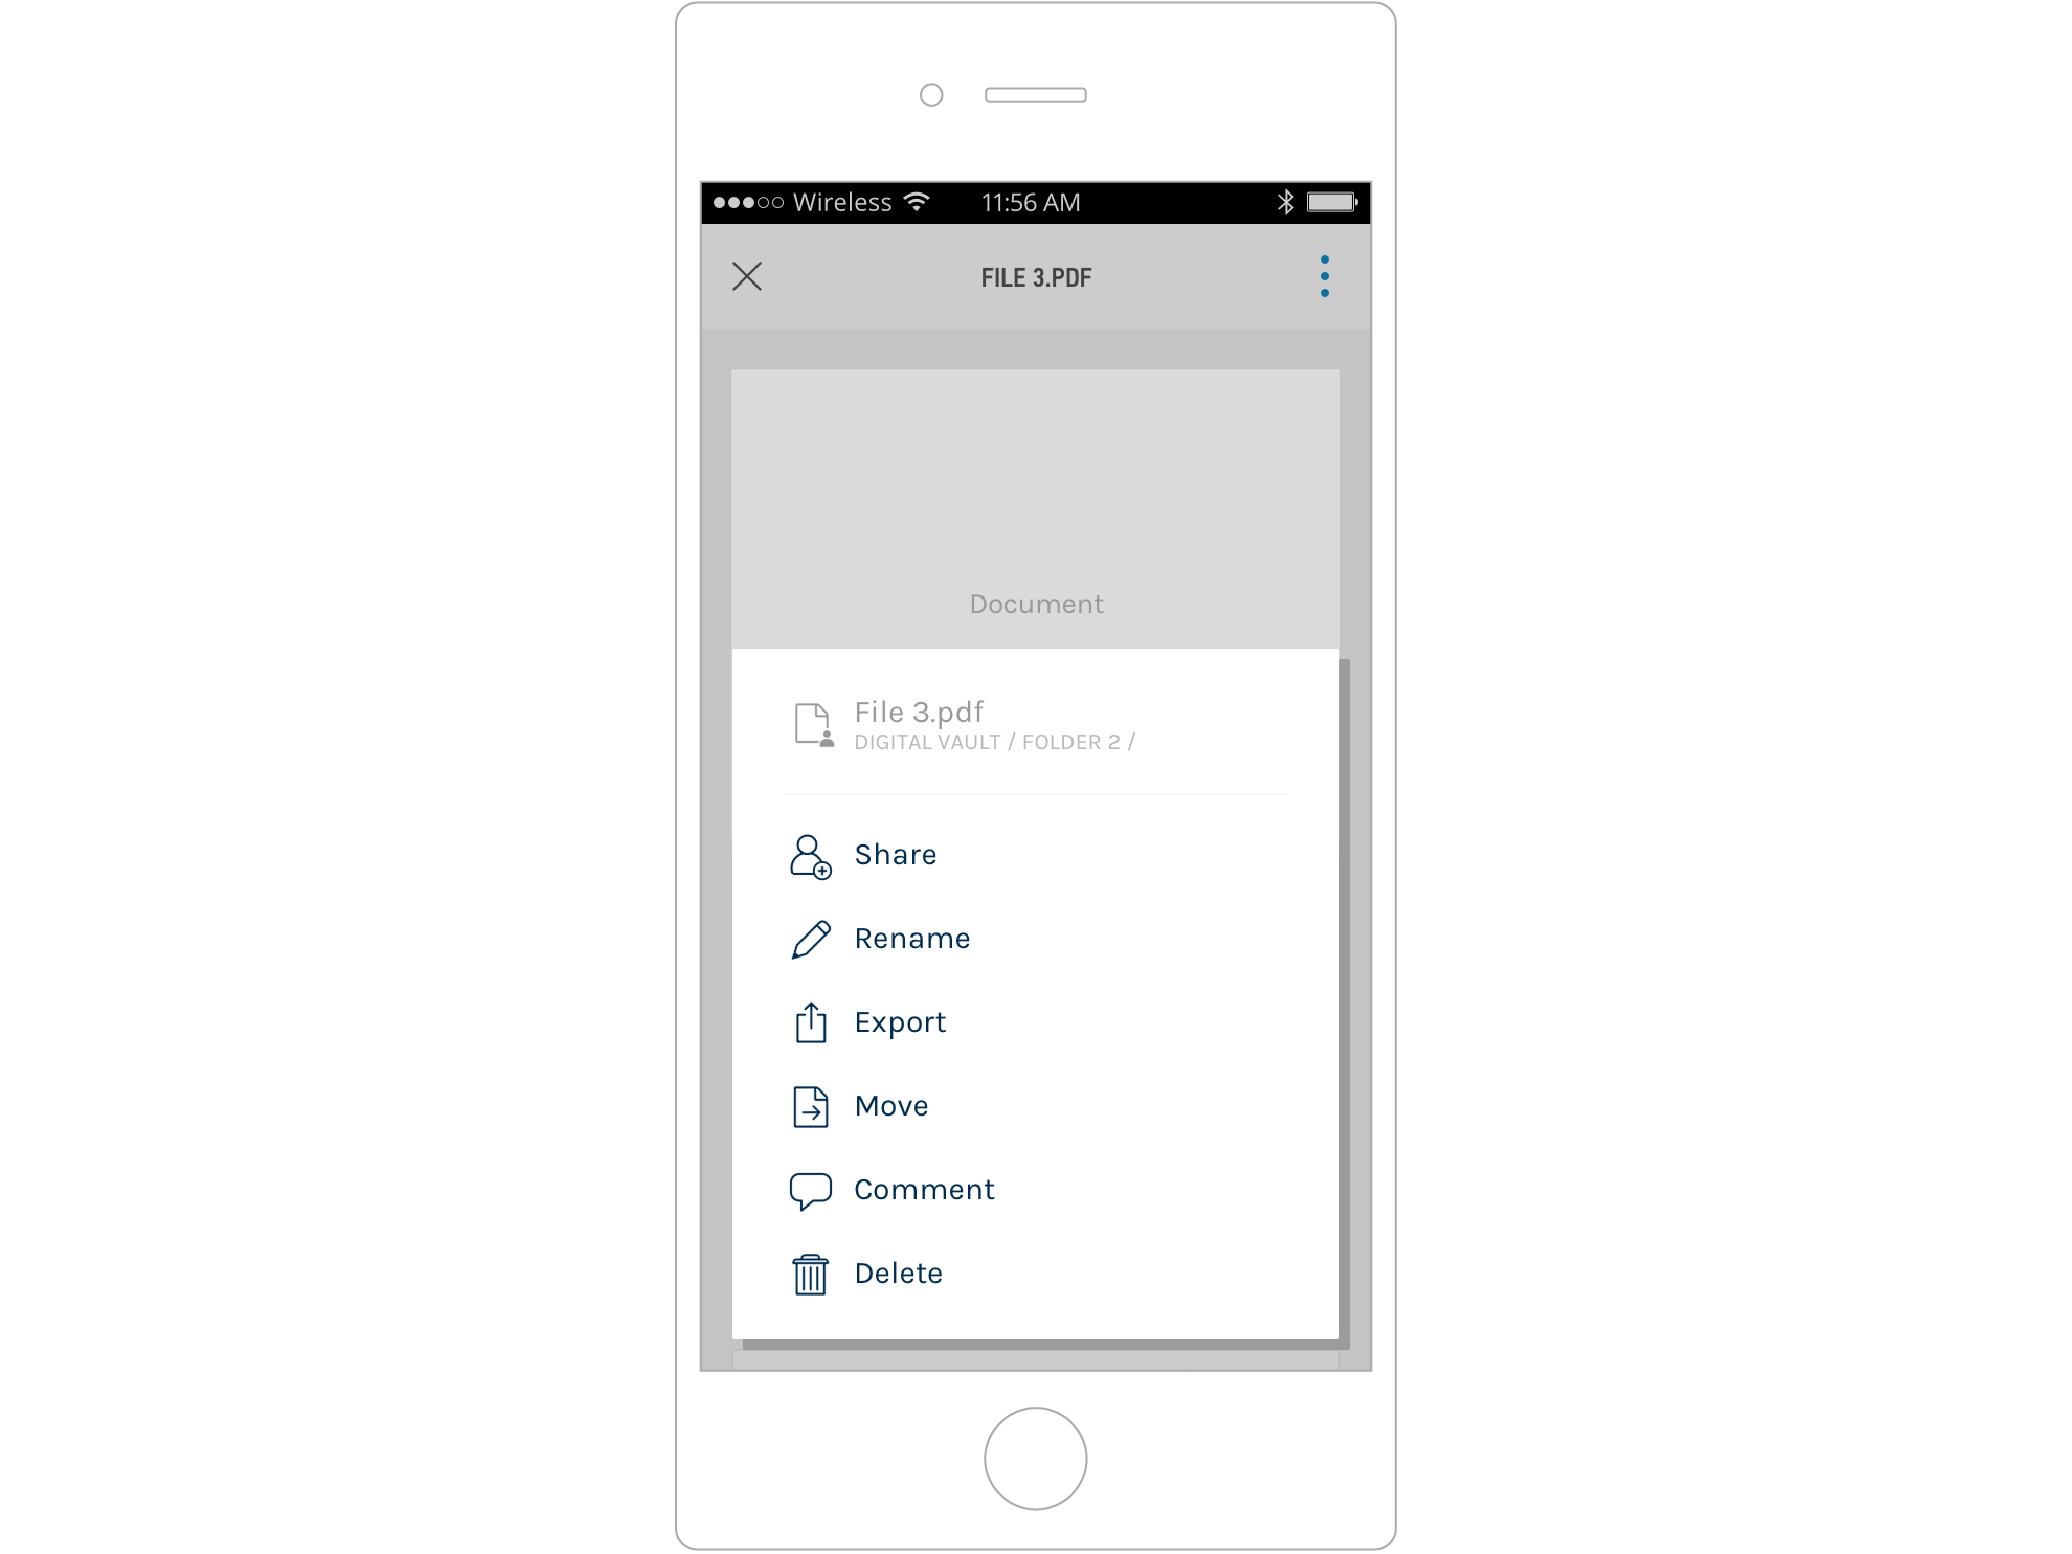 Wireless 11:56 AM
FILE 3.PDF
Document
File 3.pdf
DIGITAL VAULT / FOLDER 2 /
Share
Rename
Export
Move
Comment
Delete